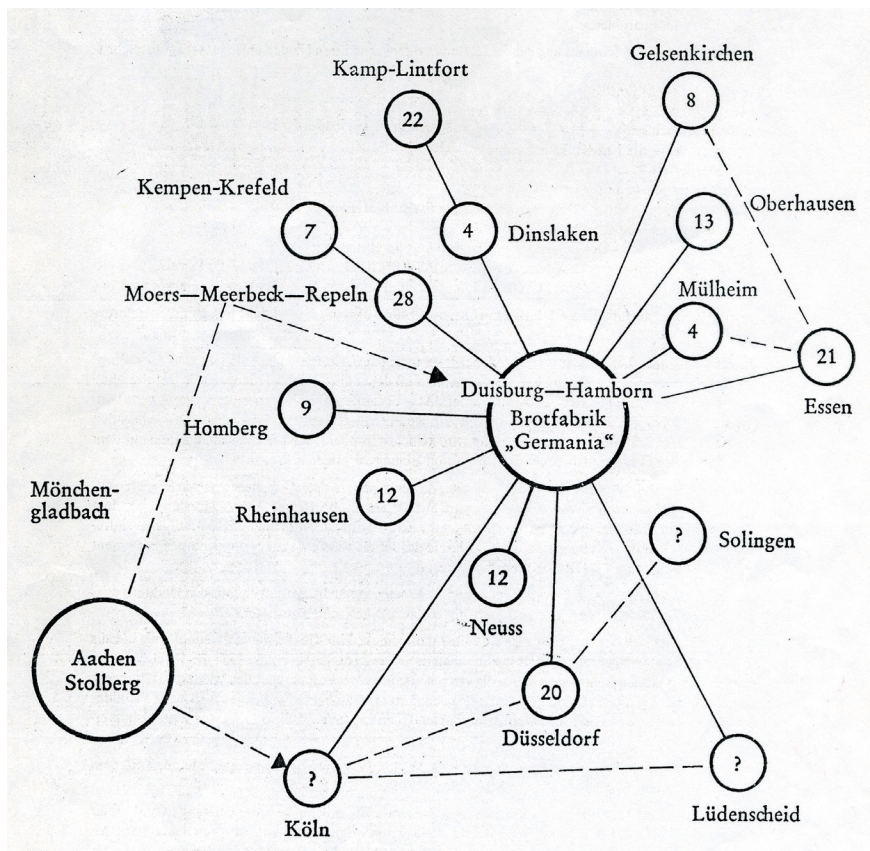 Gelsenkirchen
8
Kamp-Lintfort
22
Kempen-Krefeld
7
4
Dinslaken
13
Oberhausen
Moers—Meerbeck—Repeln
28
Mülheim
4
21
Essen
Duisburg—Hamborn
Brotfabrik
„Germania“
9
Homberg
12
Rheinhausen
Mönchen-
gladbach
?
Solingen
12
Neuss
Aachen
Stolberg
20
Düsseldorf
?
Köln
?
Lüdenscheid